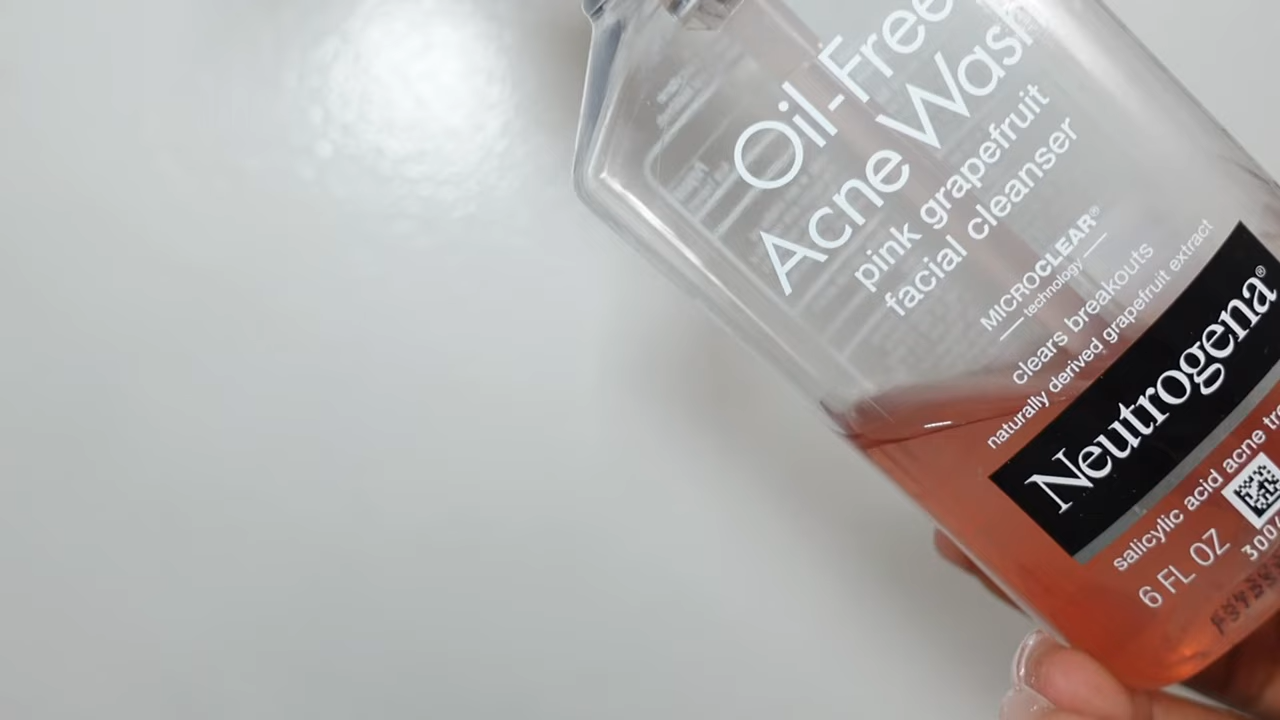 Oil-Free
Acne Wash
pink grapefruit
facial cleanser
MICROCLEAR®
technology
clears breakouts
naturally derived grapefruit extract
Neutrogena®
salicylic acid acne
6 FL OZ